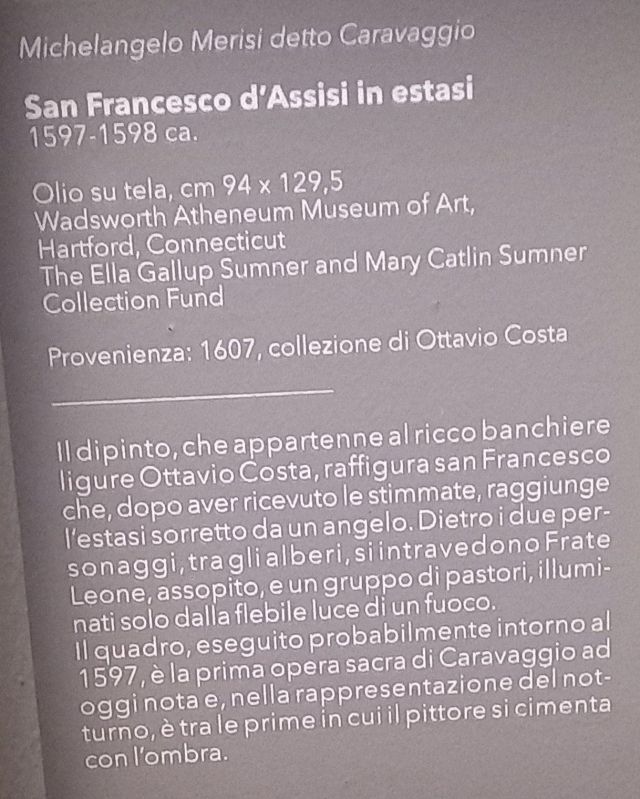 Michelangelo Merisi detto Caravaggio
San Francesco d'Assisi in estasi
1597-1598 ca.
Olio su tela, cm 94 x 129,5
Wadsworth Atheneum Museum of Art,
Hartford, Connecticut
The Ella Gallup Sumner and Mary Catlin Sumner
Collection Fund
Provenienza: 1607, collezione di Ottavio Costa
Il dipinto, che appartenne al ricco banchiere
ligure Ottavio Costa, raffigura san Francesco
che, dopo aver ricevuto le stimmate, raggiunge
l'estasi sorretto da un angelo. Dietro i due per-
sonaggi, tra gli alberi, si intravedono Frate
Leone, assopito, e un gruppo di pastori, illumi-
nati solo dalla flebile luce di un fuoco.
Il quadro, eseguito probabilmente intorno al
1597, è la prima opera sacra di Caravaggio ad
oggi nota e, nella rappresentazione del not-
turno, è tra le prime in cui il pittore si cimenta
con l'ombra.